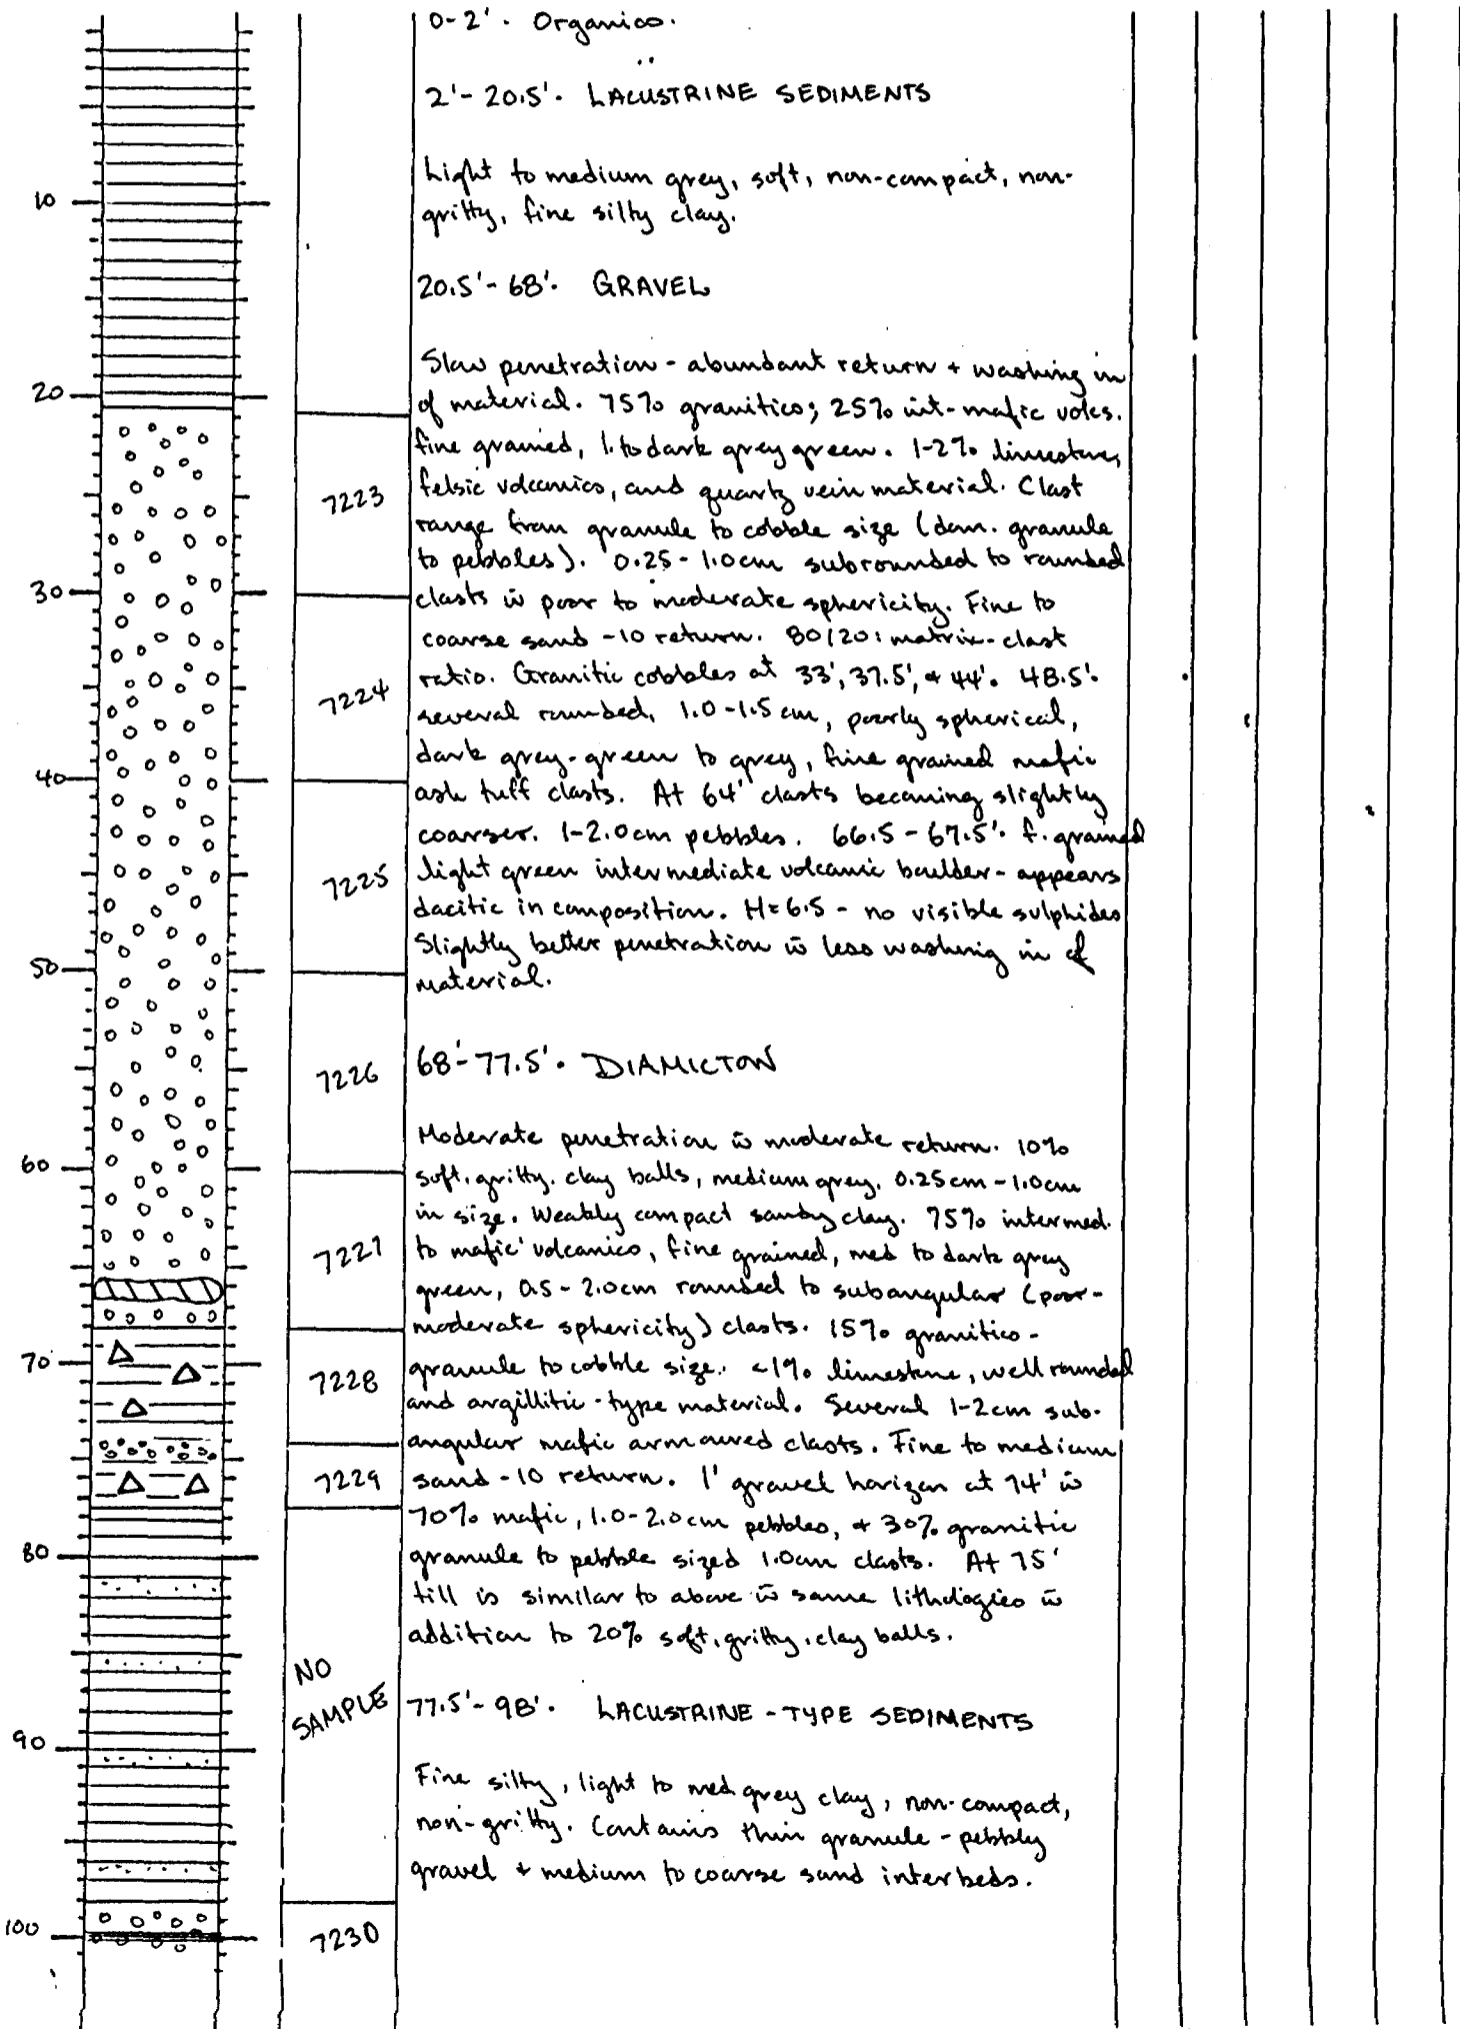 0-2'. Organics.
2'-20.5'. LACUSTRINE SEDIMENTS
Light to medium grey, soft, non-compact, non-
gritty, fine silty clay.
10
20.5'-68'. GRAVEL
Slow penetration - abundant return + washing in
of material. 75% granitics; 25% int-mafic volcs.
fine grained, l. to dark grey green. 1-2% limestone,
felsic volcanics, and quartz vein material. Clast
range from granule to cobble size (dom. granule
to pebbles). 0.25-1.0cm subrounded to rounded
clasts w̄ poor to moderate sphericity. Fine to
coarse sand -10 return. 80/20: matrix-clast
ratio. Granitic cobbles at 33', 37.5', + 44'. 48.5'.
several rounded, 1.0-1.5 cm, poorly spherical,
dark grey-green to grey, fine grained mafic
ash tuff clasts. At 64' clasts becoming slightly
coarser. 1-2.0cm pebbles. 66.5-67.5'. f. grained
light green intermediate volcanic boulder - appears
dacitic in composition. H=6.5 - no visible sulphides
Slightly better penetration w̄ less washing in of
material.
20
7223
30
7224
40
7225
50
7226
68'-77.5'. DIAMICTON
Moderate penetration w̄ moderate return. 10%
soft, gritty, clay balls, medium grey. 0.25cm-1.0cm
in size. Weakly compact sandy clay. 75% intermed.
to mafic volcanics, fine grained, med to dark grey
green, 0.5-2.0cm rounded to subangular (poor-
moderate sphericity) clasts. 15% granitics -
granule to cobble size. <1% limestone, well rounded
and argillitic-type material. Several 1-2cm sub-
angular mafic armoured clasts. Fine to medium
sand -10 return. 1' gravel horizon at 74' w̄
70% mafic, 1.0-2.0cm pebbles, + 30% granitic
granule to pebble sized 1.0cm clasts. At 75'
till is similar to above w̄ same lithologies w̄
addition to 20% soft, gritty, clay balls.
60
7227
70
7228
7229
80
NO
SAMPLE
77.5'-98'. LACUSTRINE-TYPE SEDIMENTS
90
Fine silty, light to med grey clay, non-compact,
non-gritty. Contains thin granule-pebbly
gravel + medium to coarse sand interbeds.
100
7230